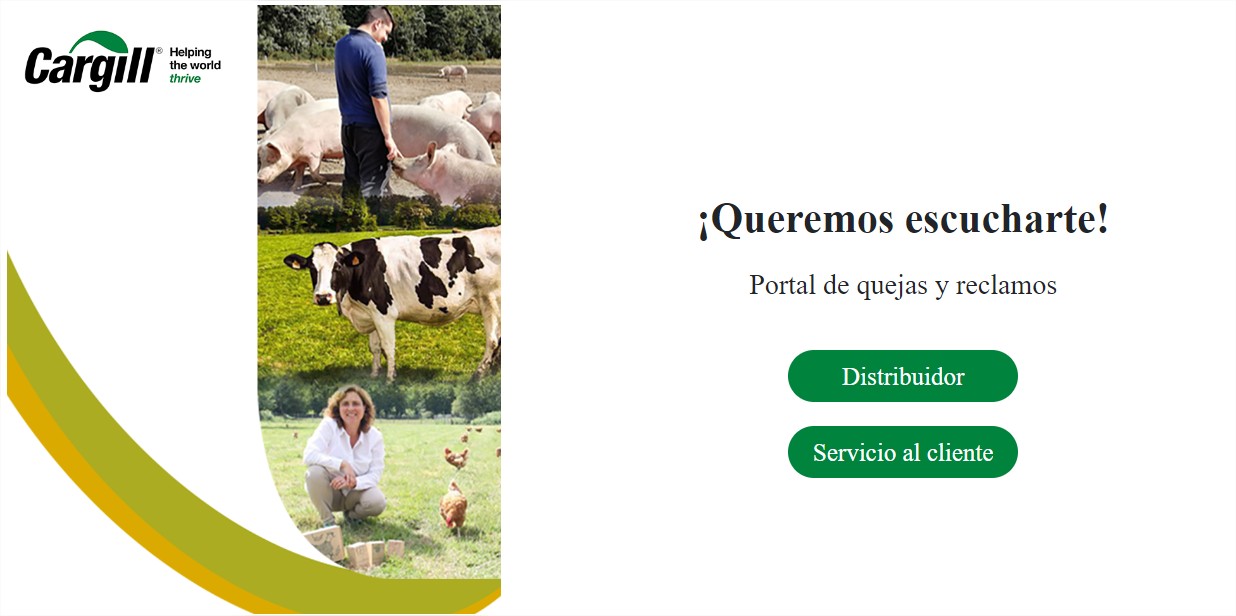 Cargill®
Helping
the world
thrive
¡Queremos escucharte!
Portal de quejas y reclamos
Distribuidor
Servicio al cliente